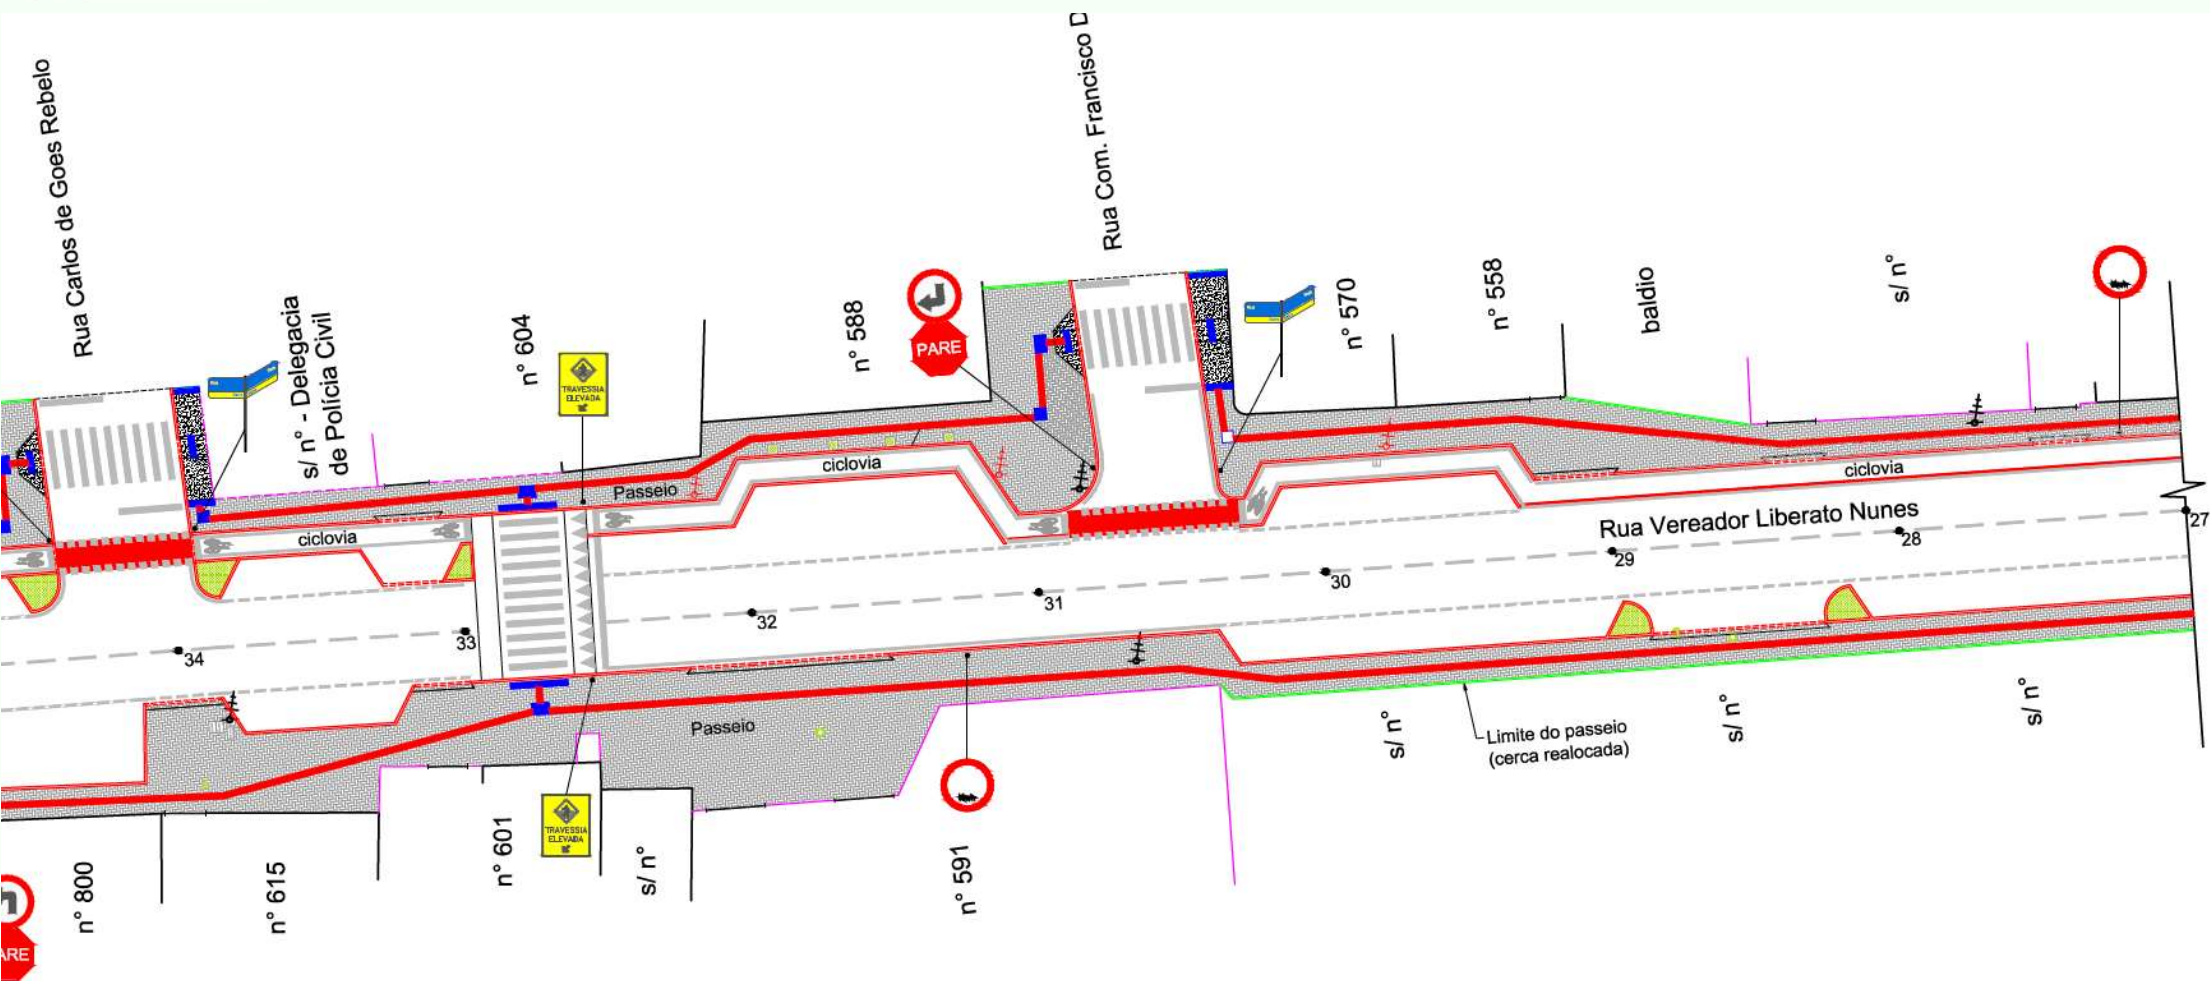 Rua Carlos de Goes Rebelo
s/ n° - Delegacia
de Polícia Civil
n° 604
TRAVESSIA
ELEVADA
n° 588
PARE
Rua Com. Francisco D
n° 570
n° 558
baldio
s/ n°
Passeio
ciclovia
ciclovia
ciclovia
Rua Vereador Liberato Nunes
27
28
29
30
31
32
33
34
Passeio
Limite do passeio
(cerca realocada)
s/ n°
s/ n°
s/ n°
n° 800
n° 615
n° 601
TRAVESSIA
ELEVADA
s/ n°
n° 591
ARE